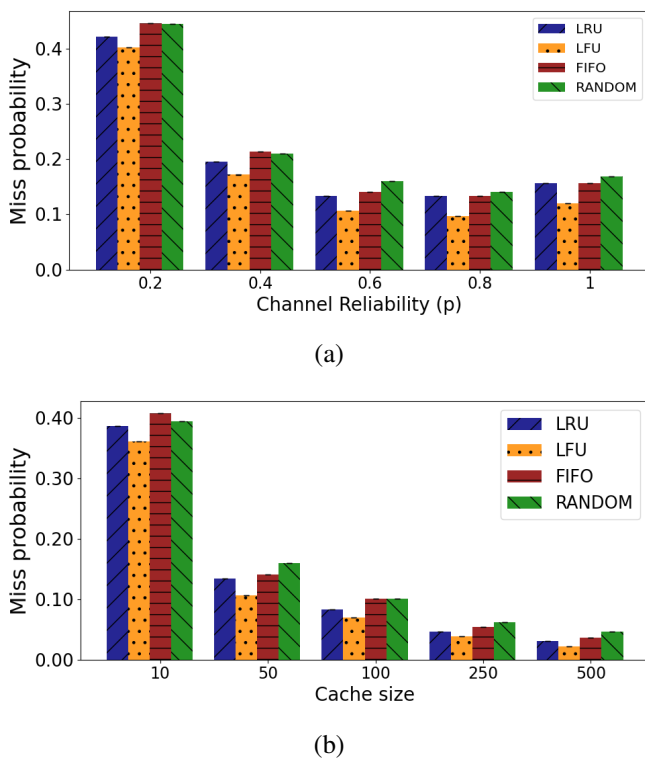 0.4
0.3
0.2
0.1
0.0
Miss probability
LRU
LFU
FIFO
RANDOM
0.2 0.4 0.6 0.8 1
Channel Reliability (p)
(a)
0.40
0.30
0.20
0.10
0.00
Miss probability
LRU
LFU
FIFO
RANDOM
10 50 100 250 500
Cache size
(b)